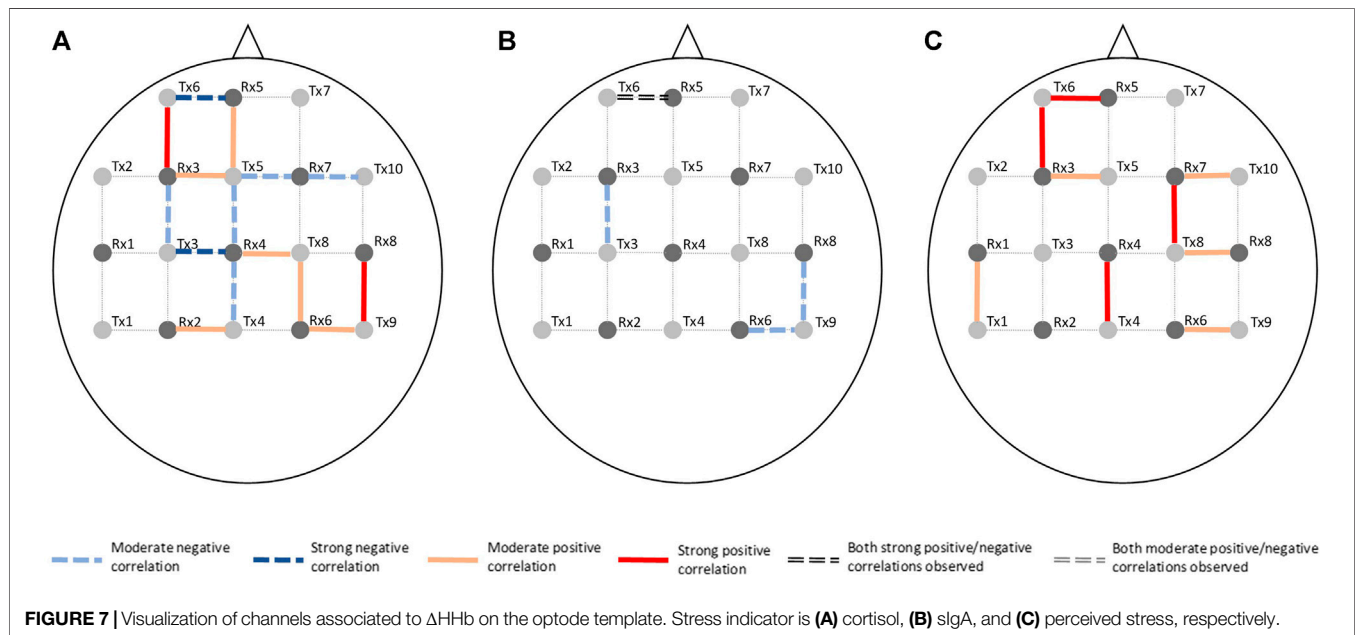 A
B
C
Tx6 Rx5 Tx7
Tx2 Rx3 Tx5 Rx7 Tx10
Rx1 Tx3 Rx4 Tx8 Rx8
Tx1 Rx2 Tx4 Rx6 Tx9
Tx6 Rx5 Tx7
Tx2 Rx3 Tx5 Rx7 Tx10
Rx1 Tx3 Rx4 Tx8 Rx8
Tx1 Rx2 Tx4 Rx6 Tx9
Tx6 Rx5 Tx7
Tx2 Rx3 Tx5 Rx7 Tx10
Rx1 Tx3 Rx4 Tx8 Rx8
Tx1 Rx2 Tx4 Rx6 Tx9
Moderate negative
correlation
Strong negative
correlation
Moderate positive
correlation
Strong positive
correlation
Both strong positive/negative
correlations observed
Both moderate positive/negative
correlations observed
FIGURE 7 | Visualization of channels associated to ΔHHb on the optode template. Stress indicator is (A) cortisol, (B) sIgA, and (C) perceived stress, respectively.